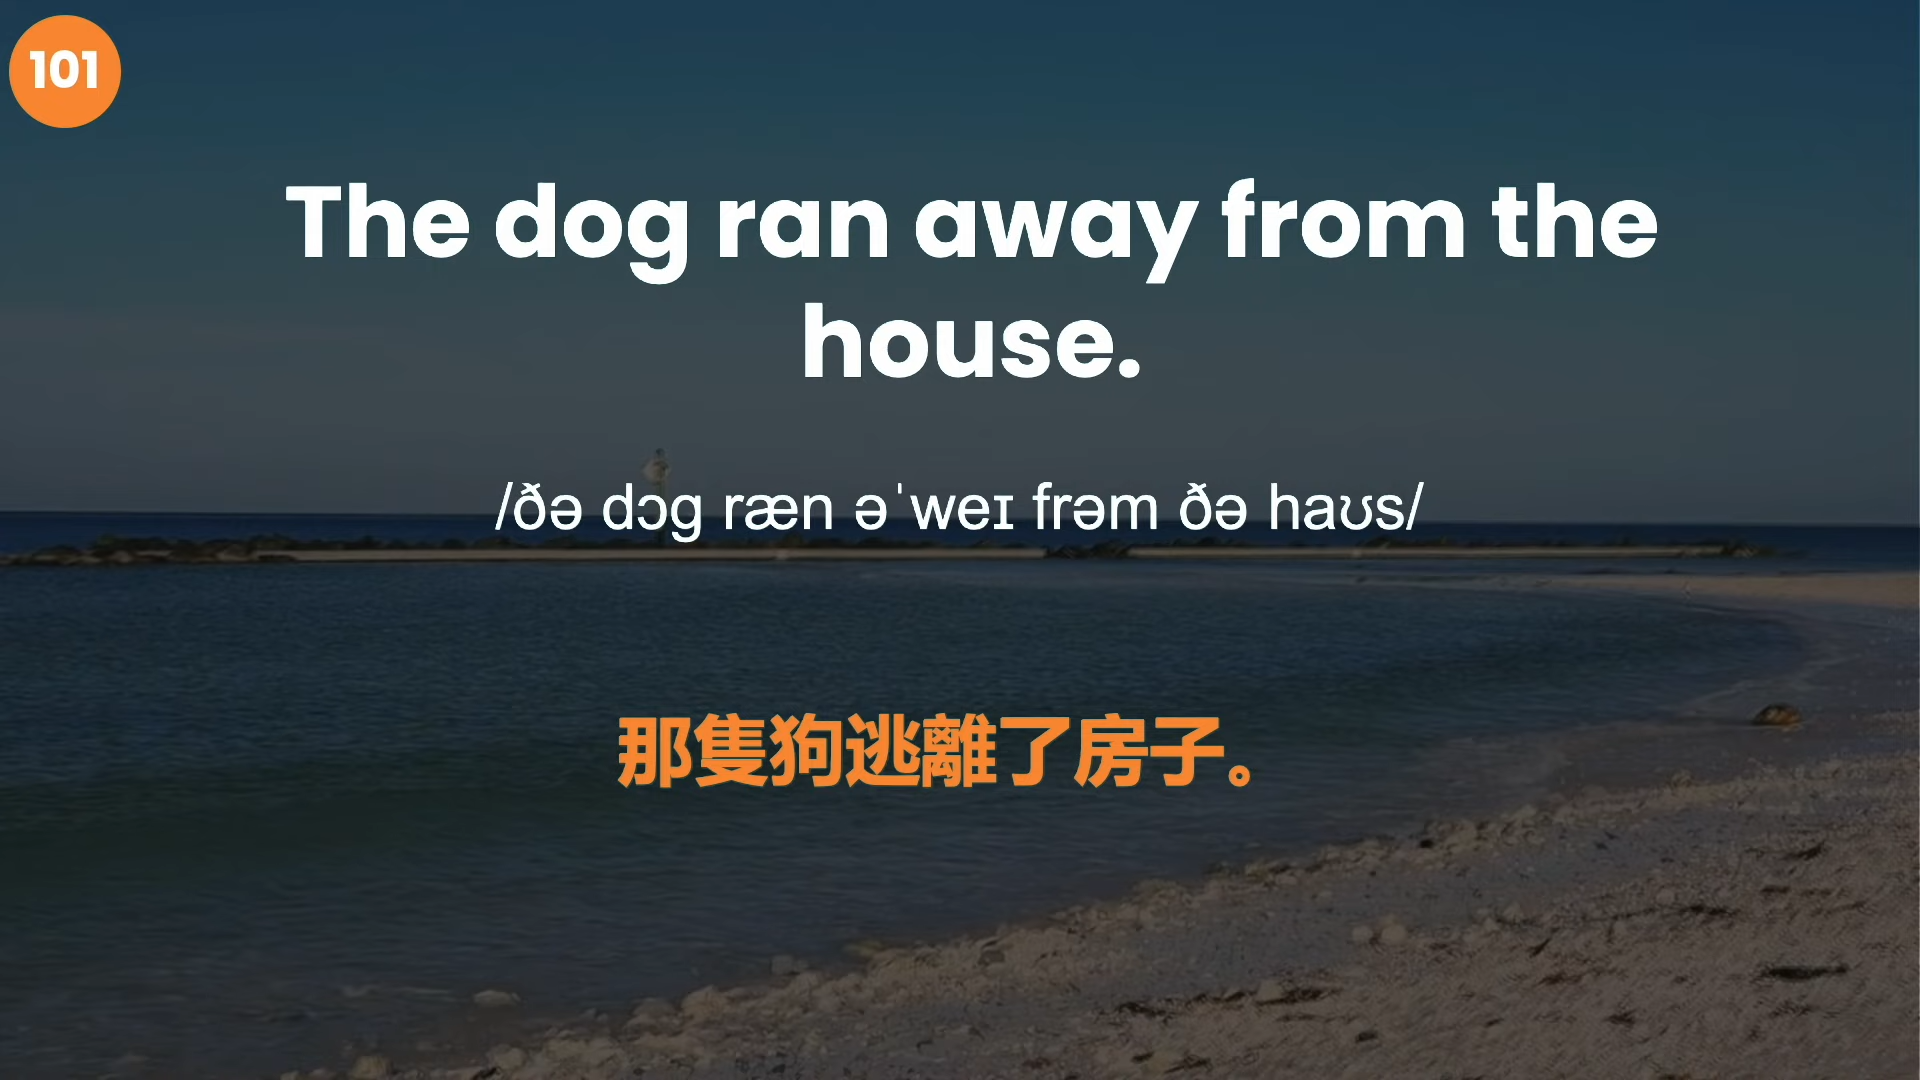 101
The dog ran away from the
house.
/ðə dɔg ræn əˈweɪ frəm ðə haʊs/
那隻狗逃離了房子。